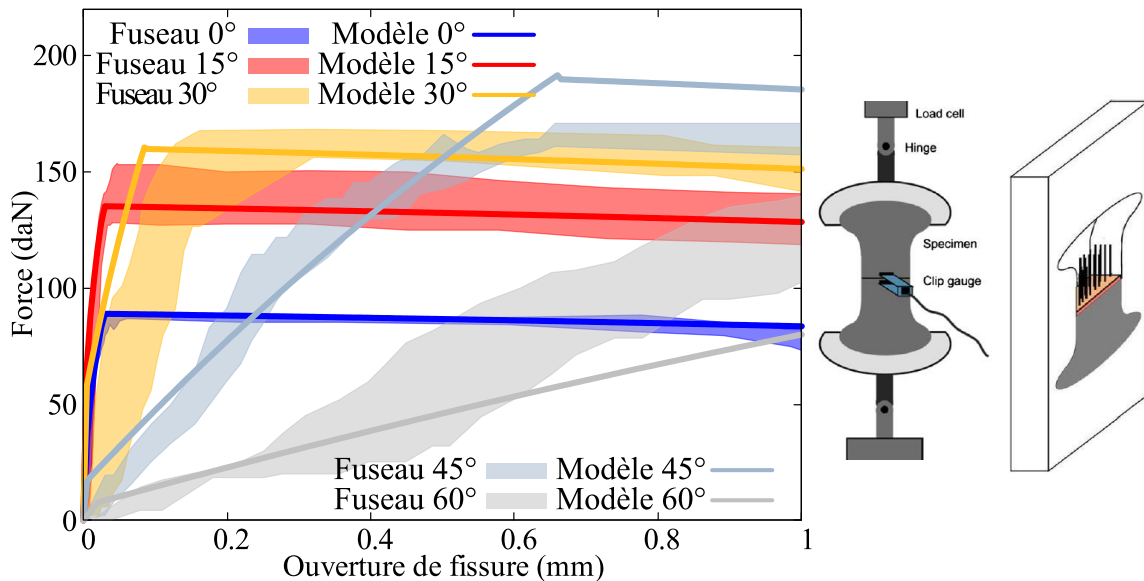 Fuseau 0° Modèle 0°
Fuseau 15° Modèle 15°
Fuseau 30° Modèle 30°
Force (daN)
200
150
100
50
0
Fuseau 45° Modèle 45°
Fuseau 60° Modèle 60°
0 0.2 0.4 0.6 0.8 1
Ouverture de fissure (mm)
Load cell
Hinge
Specimen
Clip gauge